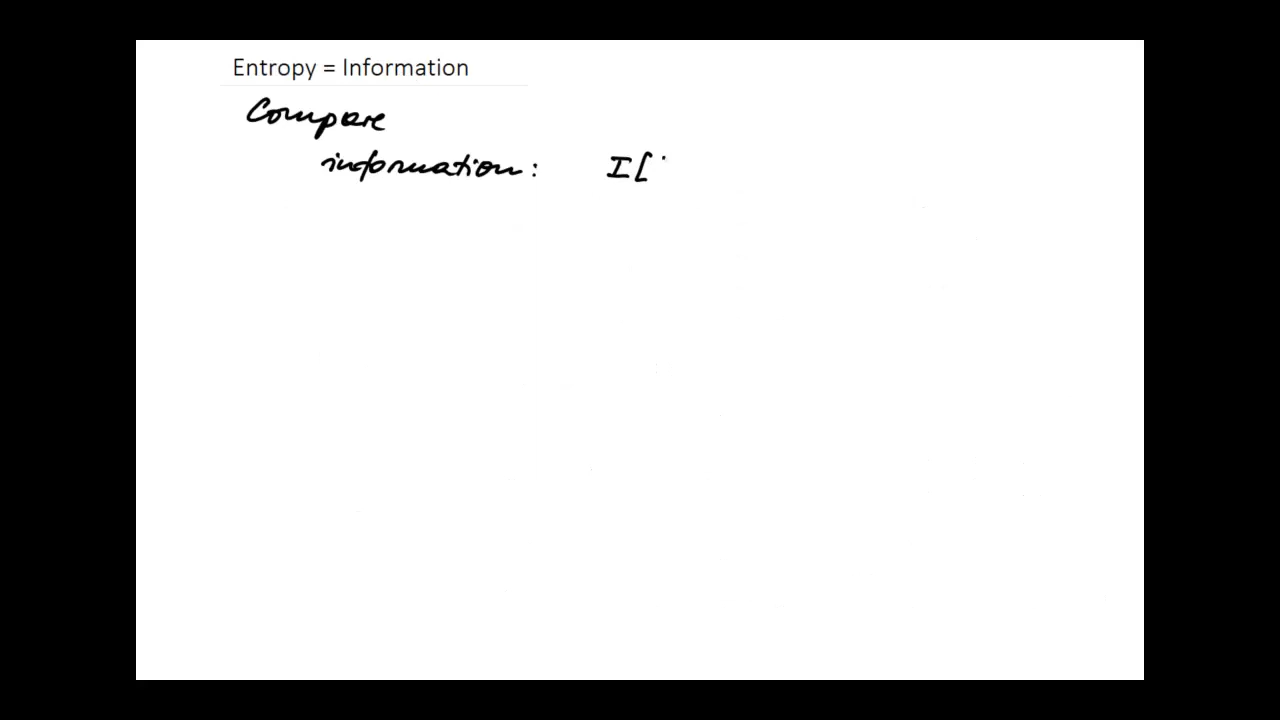 Entropy = Information
Compare
information: I[